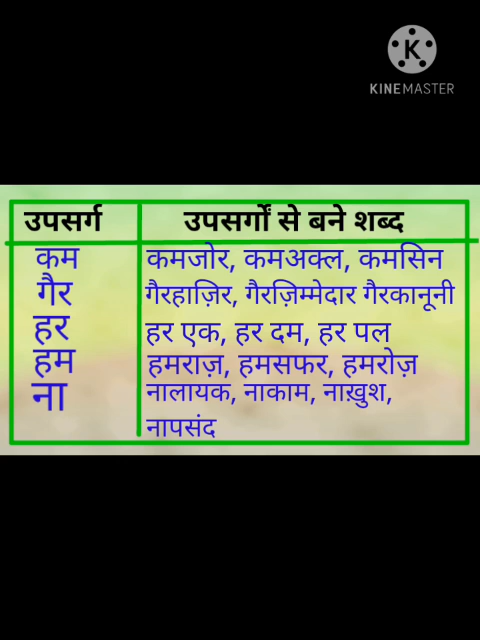 KINEMASTER
उपसर्ग उपसर्गों से बने शब्द
कम कमजोर, कमअक्ल, कमसिन
गैर गैरहाज़िर, गैरज़िम्मेदार गैरकानूनी
हर हर एक, हर दम, हर पल
हम हमराज़, हमसफर, हमरोज़
ना नालायक, नाकाम, नाख़ुश,
नापसंद